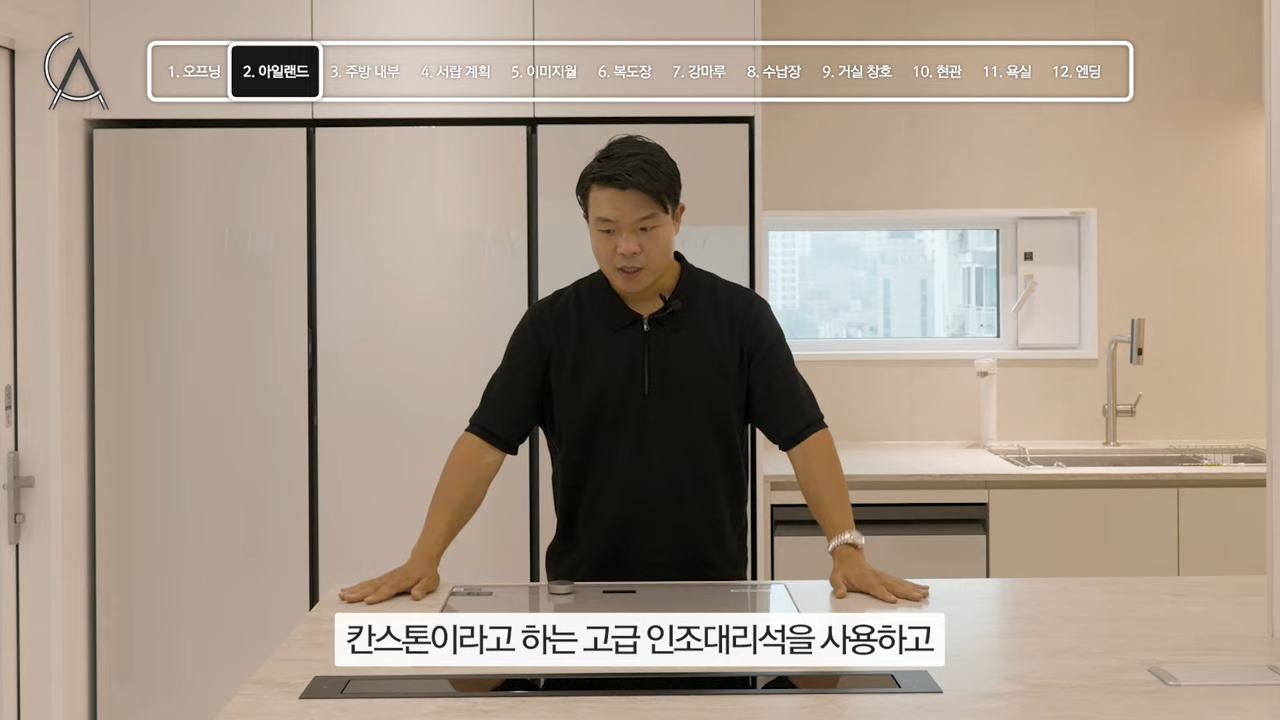 1. 오프닝 2. 아일랜드 3. 주방 내부 4. 서랍 계획 5. 이미지월 6. 복도장 7. 강마루 8. 수납장 9. 거실 창호 10. 현관 11. 욕실 12. 엔딩
칸스톤이라고 하는 고급 인조대리석을 사용하고